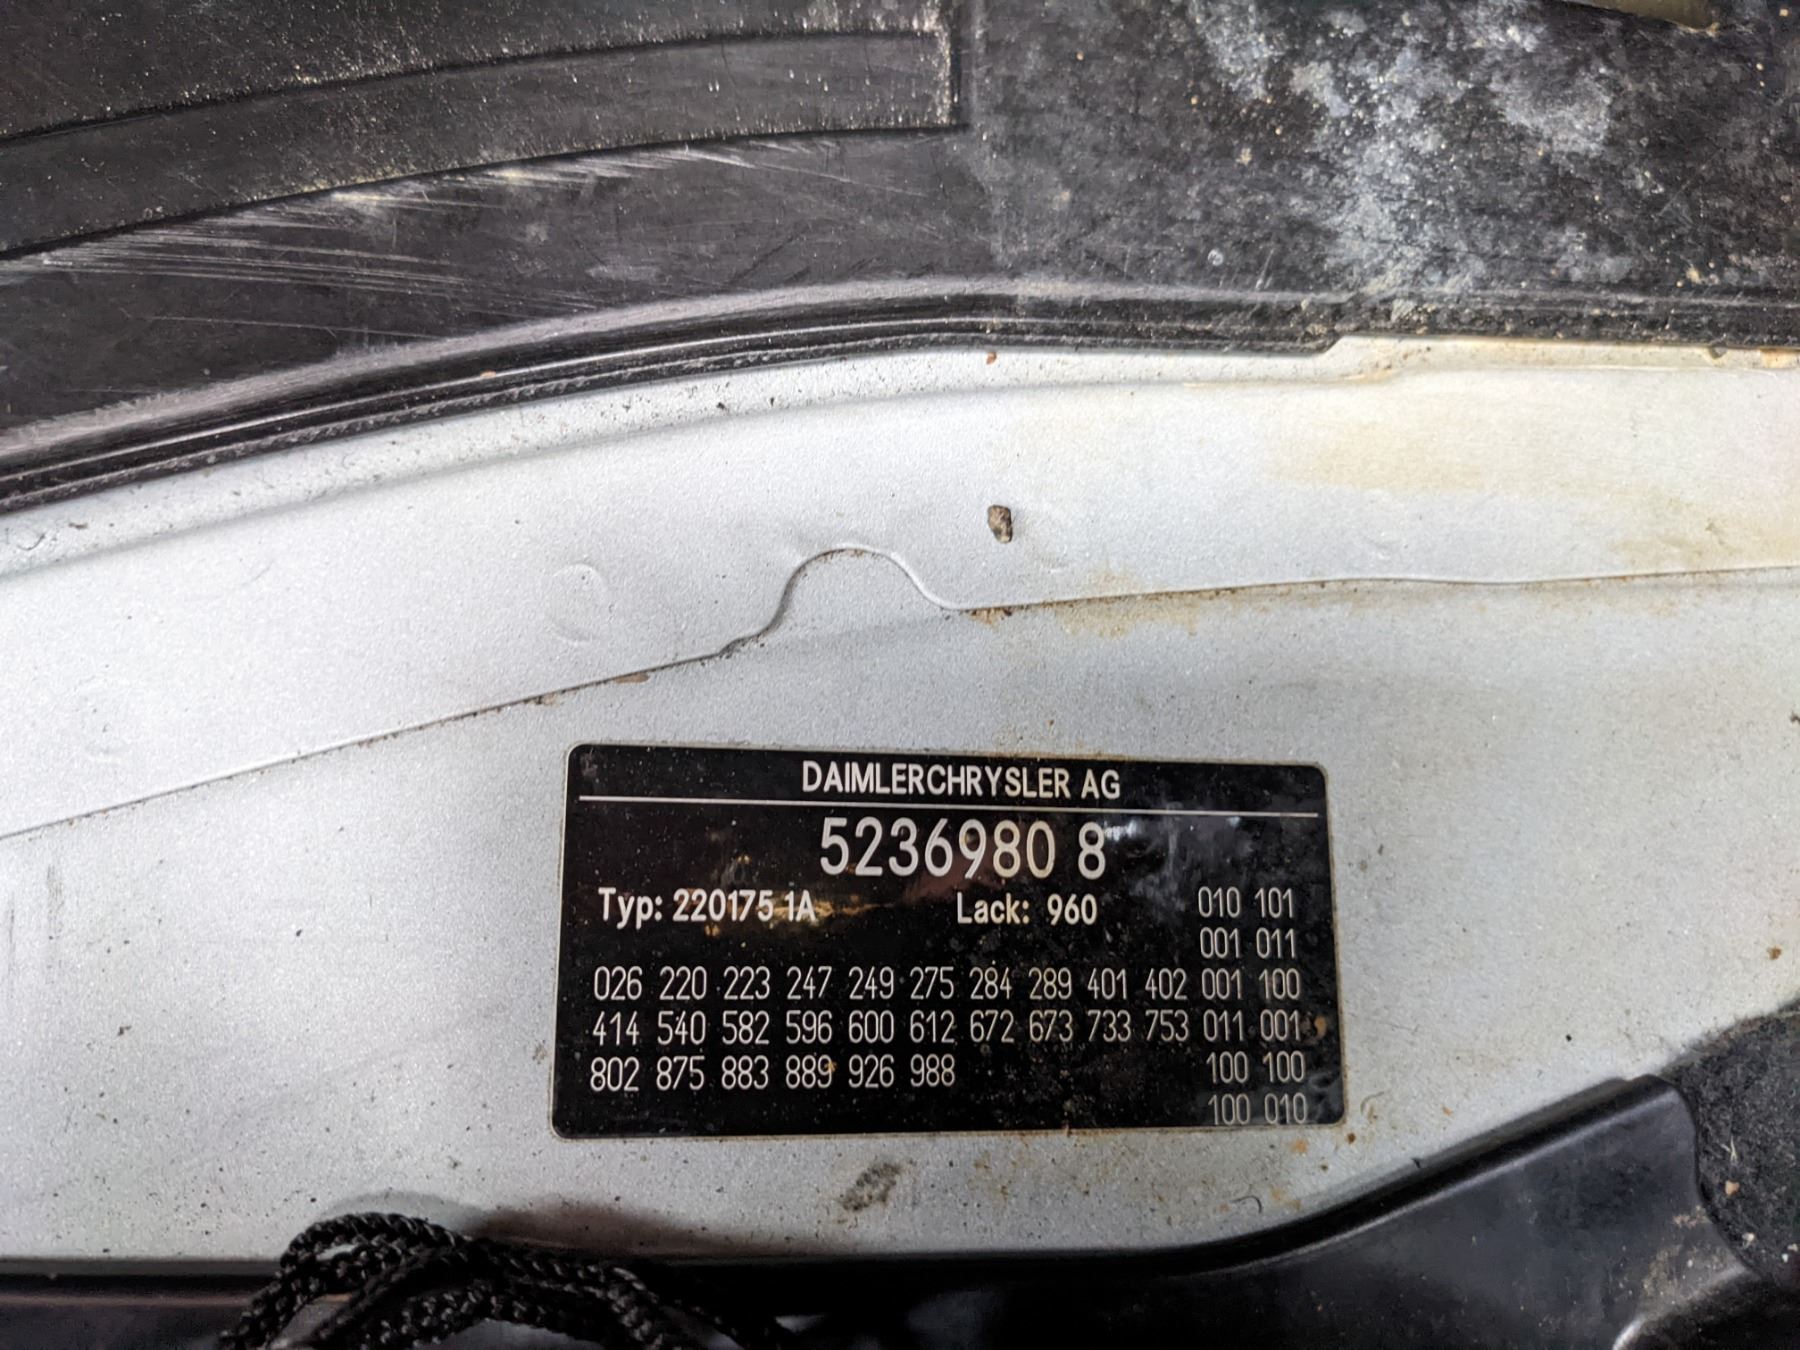 DAIMLERCHRYSLER AG
5236980 8
Typ: 220175 1A Lack: 960 010 101
001 011
026 220 223 247 249 275 284 289 401 402 001 100
414 540 582 596 600 612 672 673 733 753 011 001
802 875 883 889 926 988 100 100
100 010